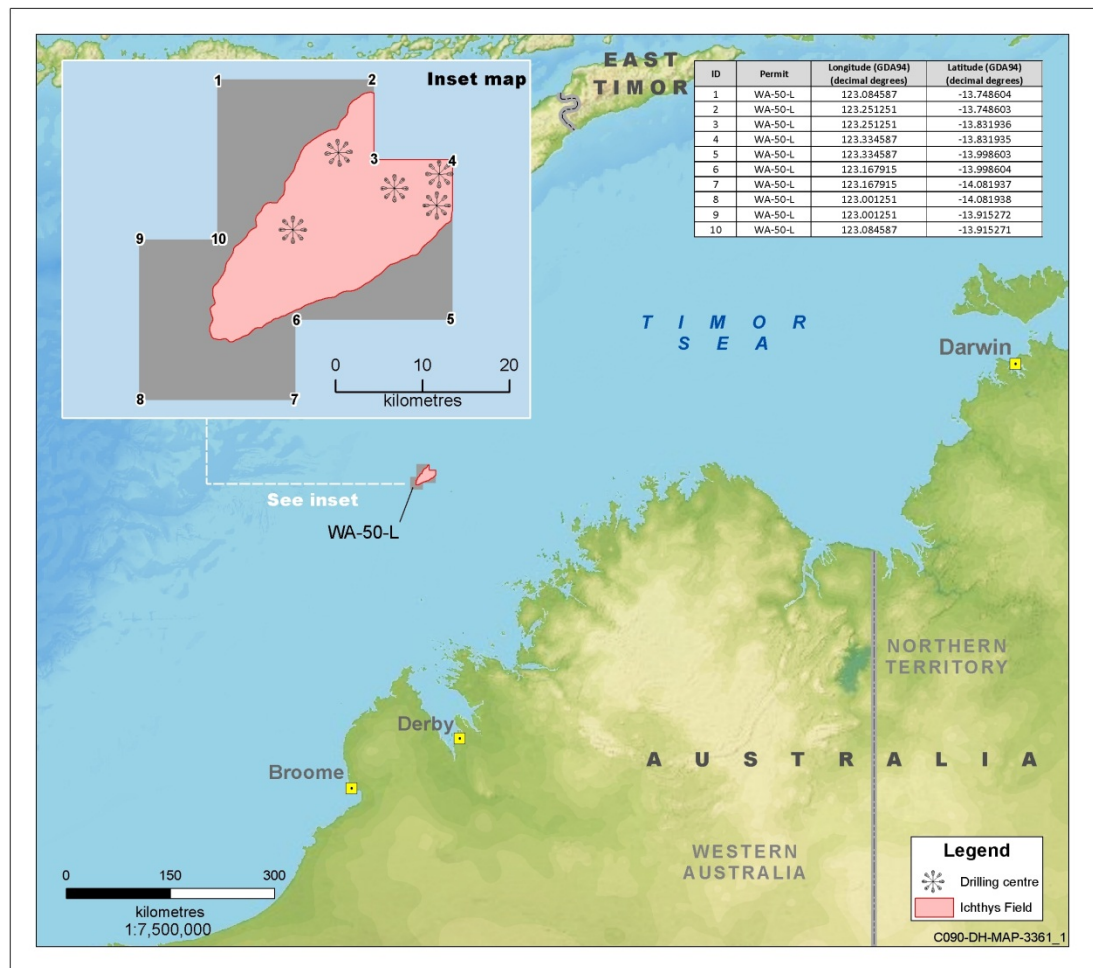 Inset map
1
2
3
4
5
6
7
8
9
10
0 10 20
kilometres
EAST
TIMOR
ID Permit Longitude (GDA94) (decimal degrees) Latitude (GDA94) (decimal degrees)
1 WA-50-L 123.084587 -13.748604
2 WA-50-L 123.251251 -13.748603
3 WA-50-L 123.251251 -13.831936
4 WA-50-L 123.334587 -13.831935
5 WA-50-L 123.334587 -13.998603
6 WA-50-L 123.167915 -13.998604
7 WA-50-L 123.167915 -14.081937
8 WA-50-L 123.001251 -14.081938
9 WA-50-L 123.001251 -13.915272
10 WA-50-L 123.084587 -13.915271
TIMOR
SEA
Darwin
See inset
WA-50-L
NORTHERN
TERRITORY
Derby
AUSTRALIA
Broome
WESTERN
AUSTRALIA
0 150 300
kilometres
1:7,500,000
Legend
Drilling centre
Ichthys Field
C090-DH-MAP-3361_1